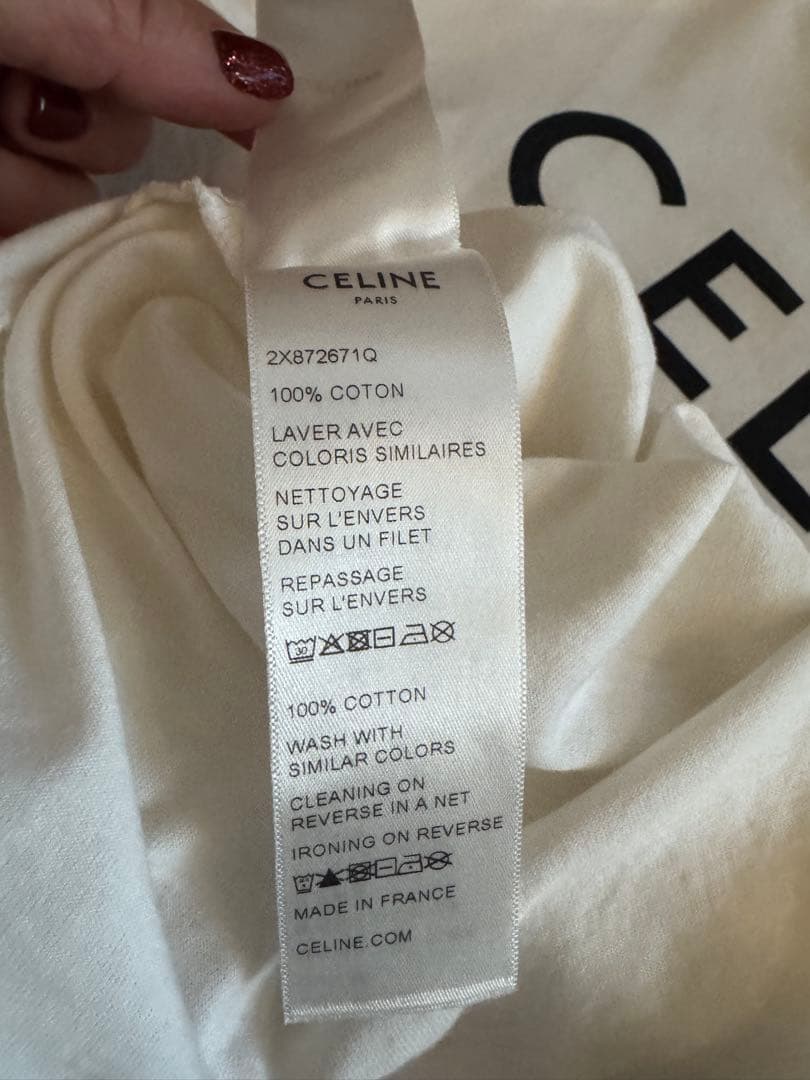 CELINE
PARIS
2X872671Q
100% COTON
LAVER AVEC
COLORIS SIMILAIRES
NETTOYAGE
SUR L'ENVERS
DANS UN FILET
REPASSAGE
SUR L'ENVERS
30
100% COTTON
WASH WITH
SIMILAR COLORS
CLEANING ON
REVERSE IN A NET
IRONING ON REVERSE
MADE IN FRANCE
CELINE.COM
CEL